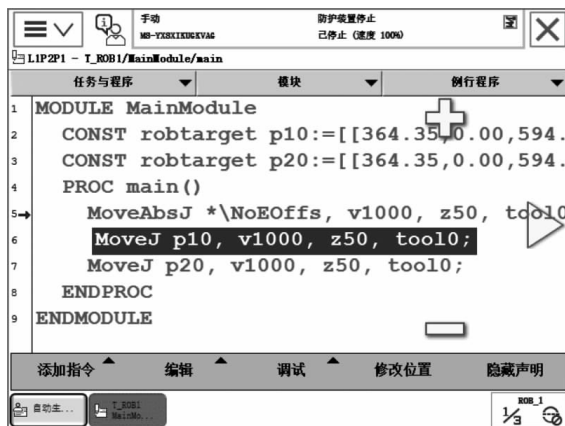 手动
防护装置停止
MS-YXSXIKUGKVAG
已停止 (速度 100%)
L1P2P1 - T_ROB1/MainModule/main
任务与程序
模块
例行程序
1 MODULE MainModule
2 CONST robtarget p10:=[[364.35,0.00,594.
3 CONST robtarget p20:=[[364.35,0.00,594.
4 PROC main()
5 MoveAbsJ *\NoEOffs, v1000, z50, tool0
6 MoveJ p10, v1000, z50, tool0;
7 MoveJ p20, v1000, z50, tool0;
8 ENDPROC
9 ENDMODULE
添加指令
编辑
调试
修改位置
隐藏声明
自动生...
T_ROB1
MainMo...
ROB_1
1/3